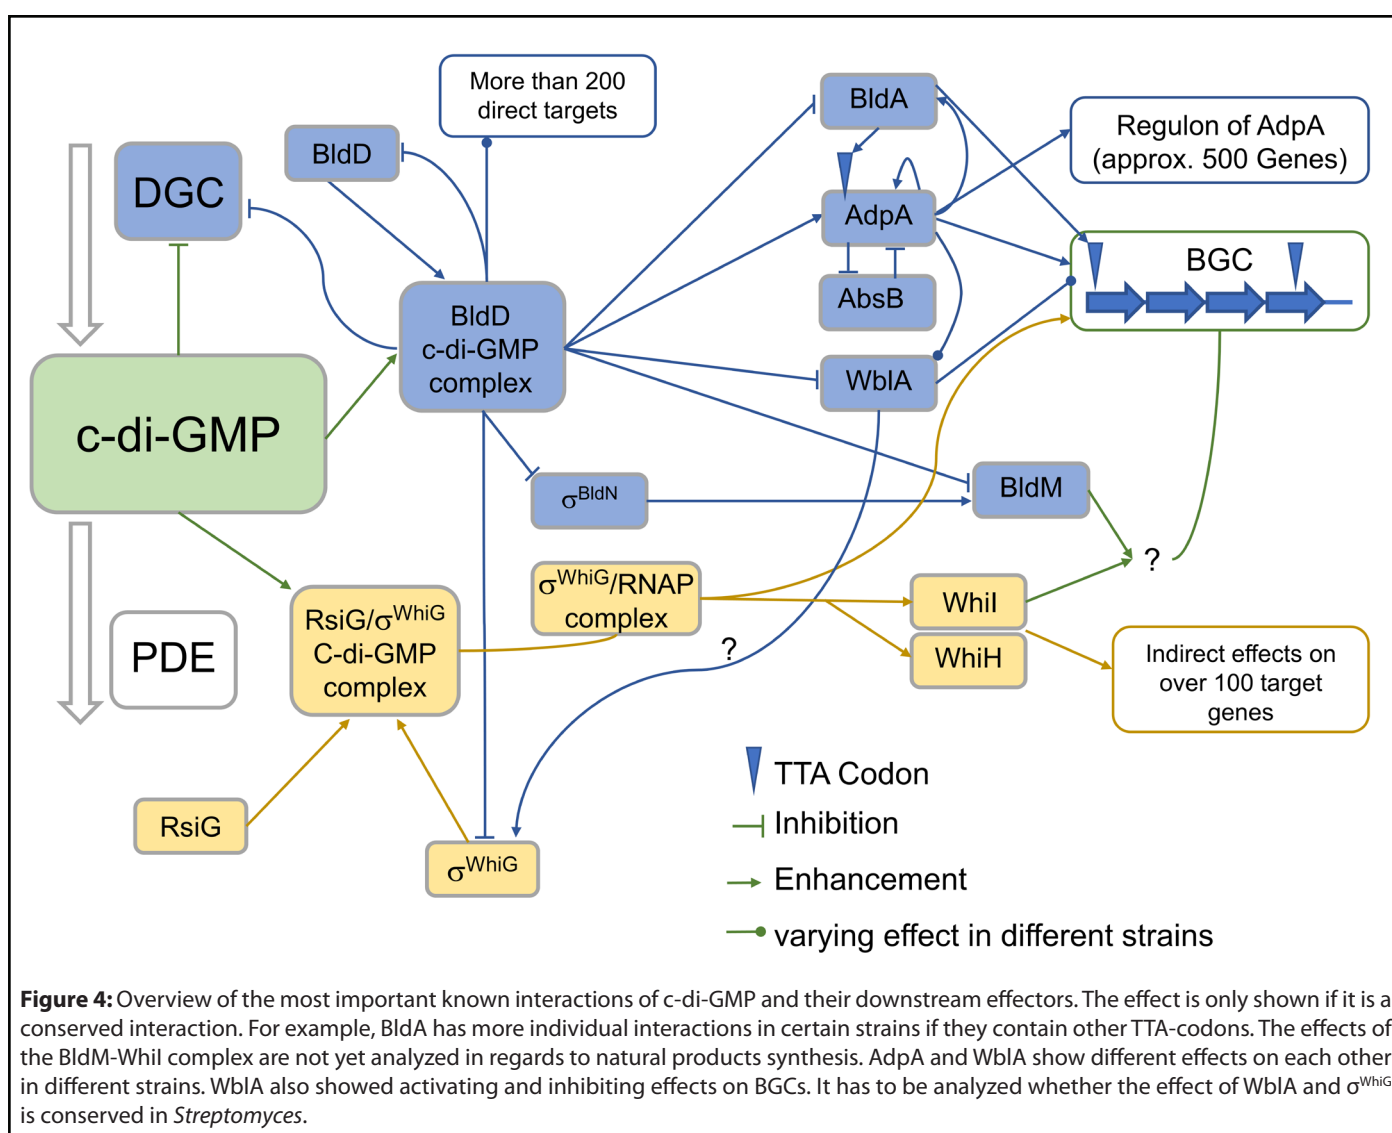 More than 200
direct targets
BldA
Regulon of AdpA
(approx. 500 Genes)
BldD
DGC
AdpA
BGC
AbsB
BldD
c-di-GMP
complex
WblA
c-di-GMP
σBldN
BldM
?
σWhiG/RNAP
complex
WhiI
RsiG/σWhiG
C-di-GMP
complex
PDE
?
WhiH
Indirect effects on
over 100 target
genes
TTA Codon
RsiG
Inhibition
σWhiG
Enhancement
varying effect in different strains
Figure 4: Overview of the most important known interactions of c-di-GMP and their downstream effectors. The effect is only shown if it is a
conserved interaction. For example, BldA has more individual interactions in certain strains if they contain other TTA-codons. The effects of
the BldM-WhiI complex are not yet analyzed in regards to natural products synthesis. AdpA and WblA show different effects on each other
in different strains. WblA also showed activating and inhibiting effects on BGCs. It has to be analyzed whether the effect of WblA and σWhiG
is conserved in Streptomyces.